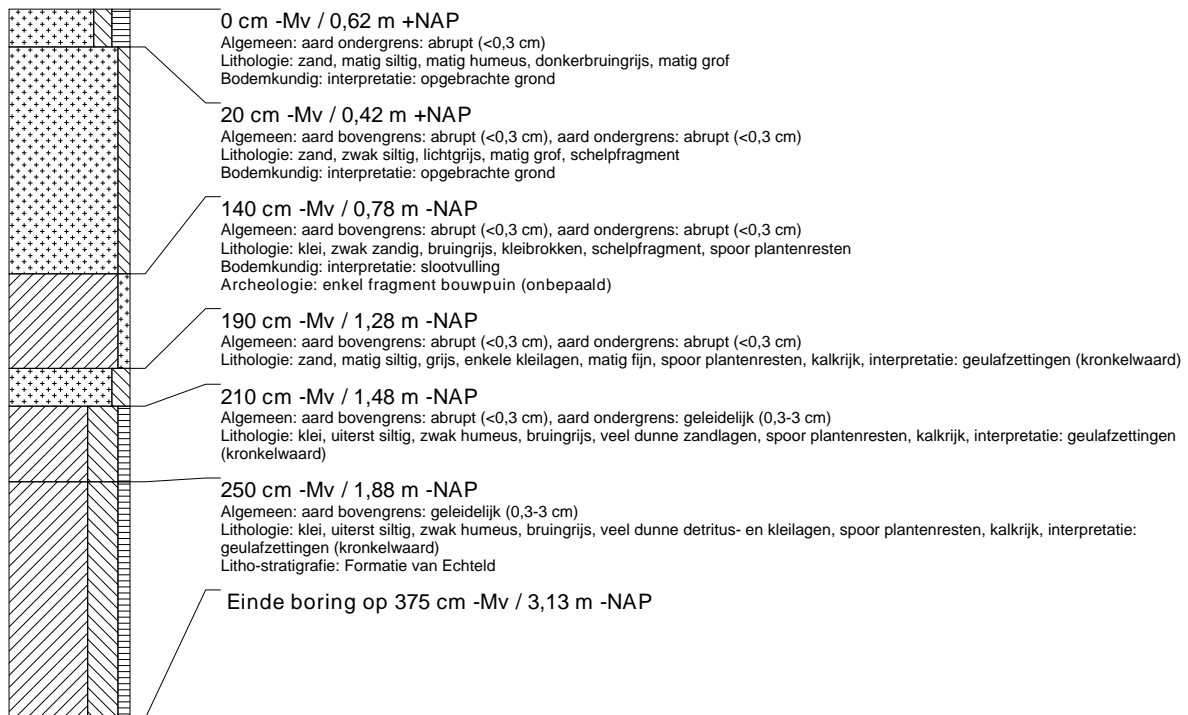 0 cm -Mv / 0,62 m +NAP
Algemeen: aard ondergrens: abrupt (<0,3 cm)
Lithologie: zand, matig siltig, matig humeus, donkerbruingrijs, matig grof
Bodemkundig: interpretatie: opgebrachte grond
20 cm -Mv / 0,42 m +NAP
Algemeen: aard bovengrens: abrupt (<0,3 cm), aard ondergrens: abrupt (<0,3 cm)
Lithologie: zand, zwak siltig, lichtgrijs, matig grof, schelpfragment
Bodemkundig: interpretatie: opgebrachte grond
140 cm -Mv / 0,78 m -NAP
Algemeen: aard bovengrens: abrupt (<0,3 cm), aard ondergrens: abrupt (<0,3 cm)
Lithologie: klei, zwak zandig, bruingrijs, kleibrokken, schelpfragment, spoor plantenresten
Bodemkundig: interpretatie: slootvulling
Archeologie: enkel fragment bouwpuin (onbepaald)
190 cm -Mv / 1,28 m -NAP
Algemeen: aard bovengrens: abrupt (<0,3 cm), aard ondergrens: abrupt (<0,3 cm)
Lithologie: zand, matig siltig, grijs, enkele kleilagen, matig fijn, spoor plantenresten, kalkrijk, interpretatie: geulafzettingen (kronkelwaard)
210 cm -Mv / 1,48 m -NAP
Algemeen: aard bovengrens: abrupt (<0,3 cm), aard ondergrens: geleidelijk (0,3-3 cm)
Lithologie: klei, uiterst siltig, zwak humeus, bruingrijs, veel dunne zandlagen, spoor plantenresten, kalkrijk, interpretatie: geulafzettingen
(kronkelwaard)
250 cm -Mv / 1,88 m -NAP
Algemeen: aard bovengrens: geleidelijk (0,3-3 cm)
Lithologie: klei, uiterst siltig, zwak humeus, bruingrijs, veel dunne detritus- en kleilagen, spoor plantenresten, kalkrijk, interpretatie:
geulafzettingen (kronkelwaard)
Litho-stratigrafie: Formatie van Echteld
Einde boring op 375 cm -Mv / 3,13 m -NAP